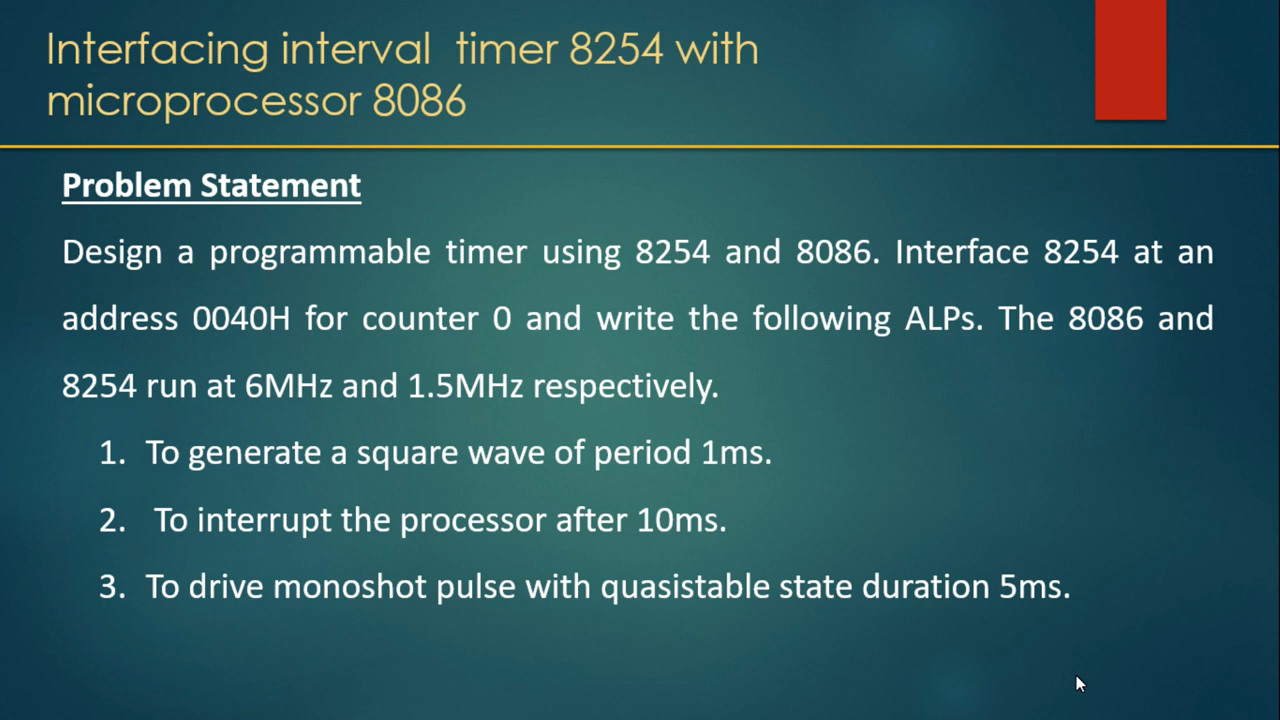 Interfacing interval timer 8254 with
microprocessor 8086
Problem Statement
Design a programmable timer using 8254 and 8086. Interface 8254 at an
address 0040H for counter 0 and write the following ALPs. The 8086 and
8254 run at 6MHz and 1.5MHz respectively.
1. To generate a square wave of period 1ms.
2. To interrupt the processor after 10ms.
3. To drive monoshot pulse with quasistable state duration 5ms.